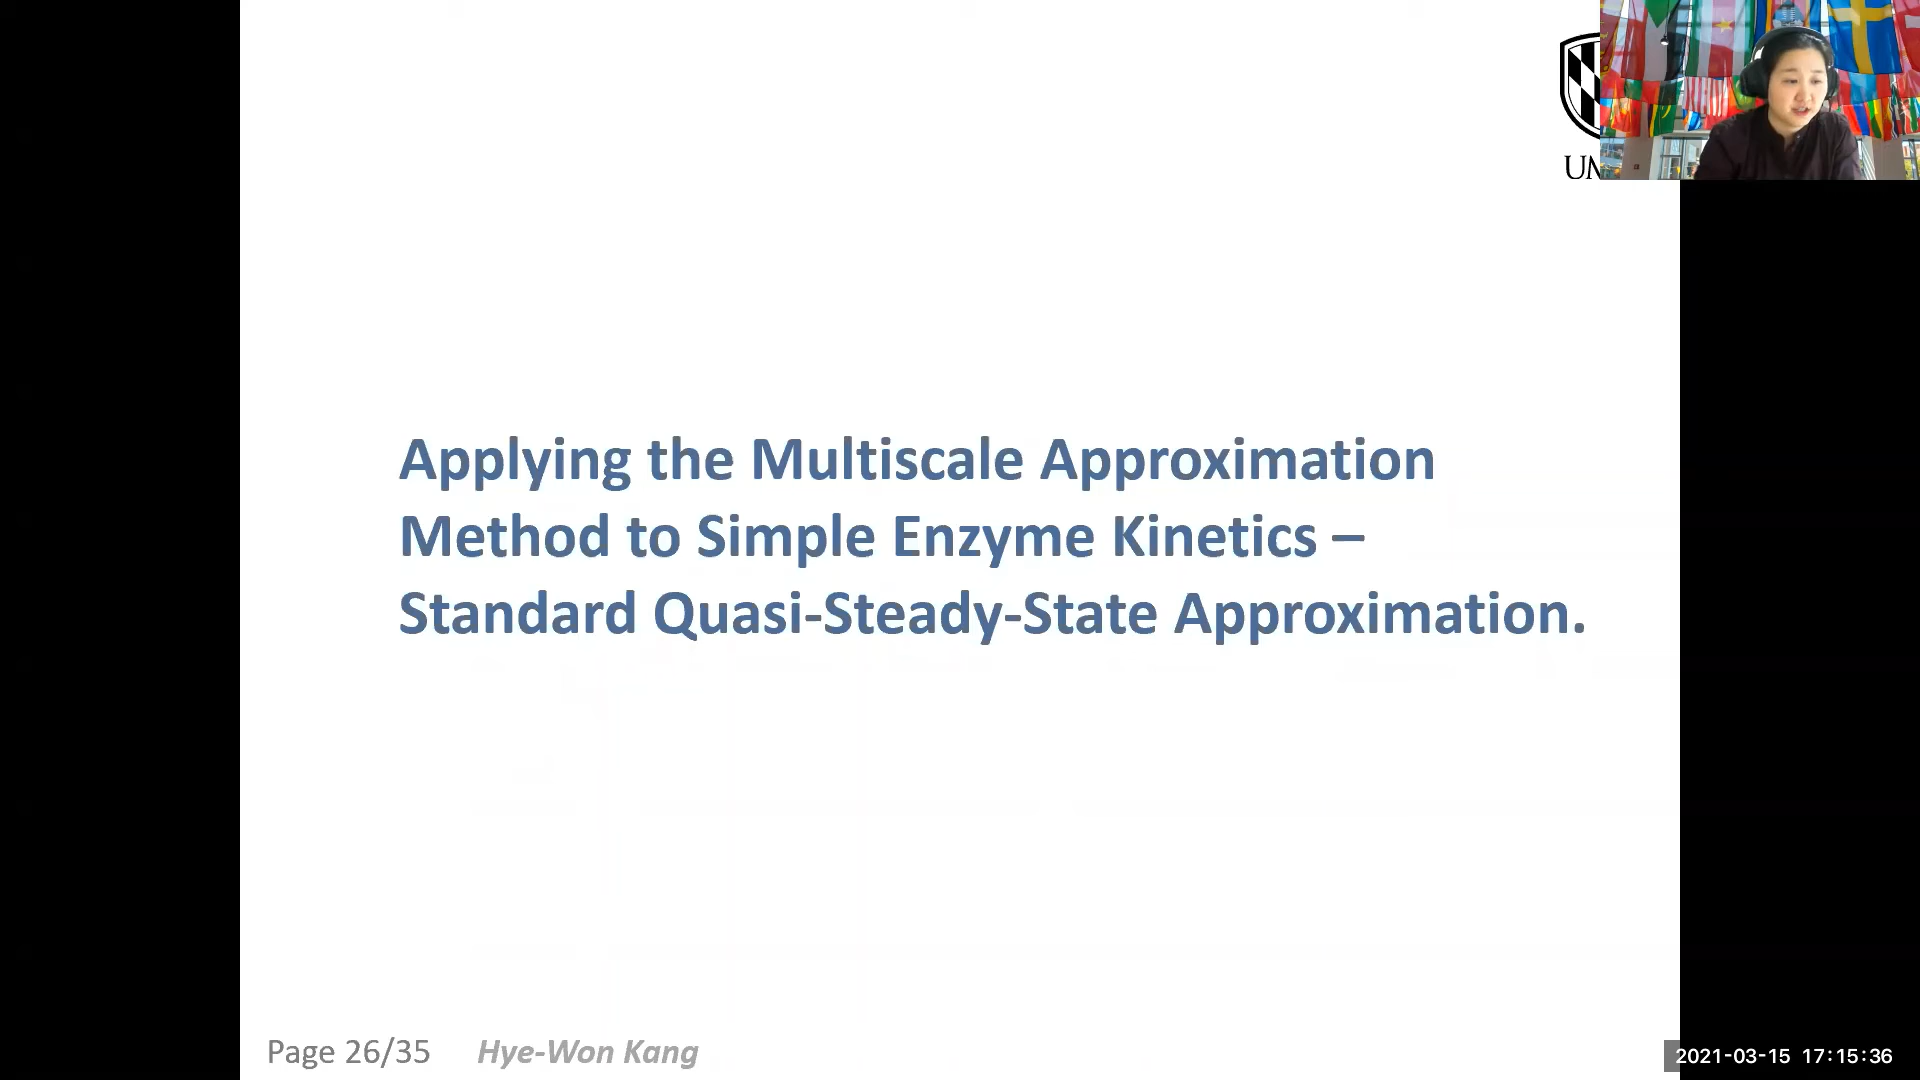 Applying the Multiscale Approximation
Method to Simple Enzyme Kinetics –
Standard Quasi-Steady-State Approximation.
Page 26/35 Hye-Won Kang
2021-03-15 17:15:36